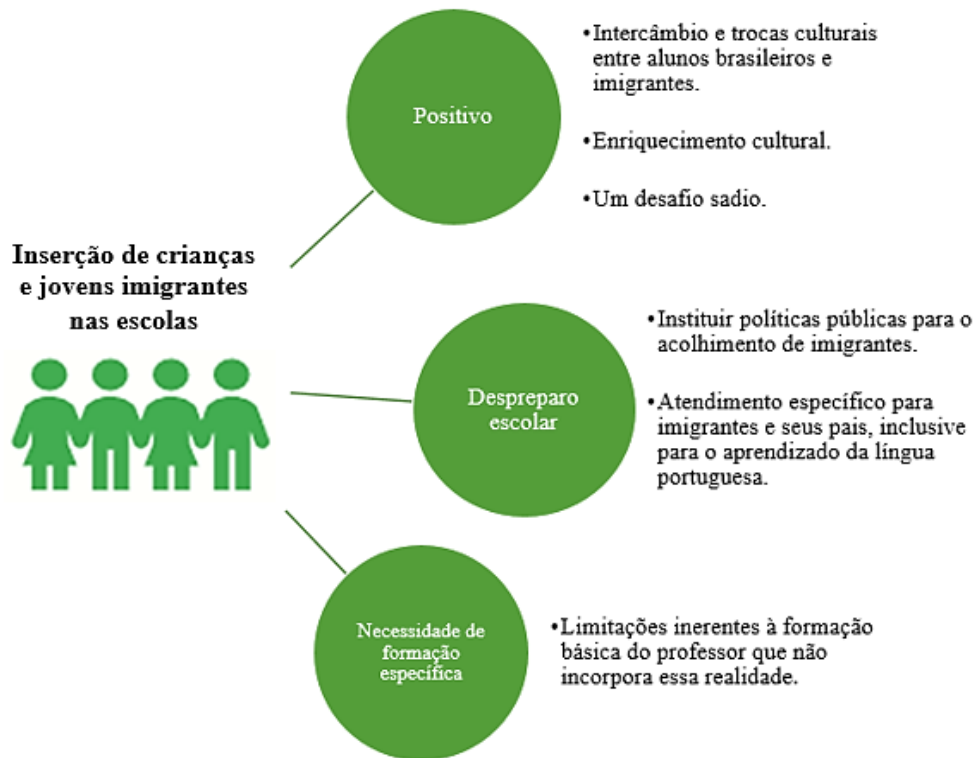 Inserção de crianças
e jovens imigrantes
nas escolas
Positivo
•Intercâmbio e trocas culturais
entre alunos brasileiros e
imigrantes.
•Enriquecimento cultural.
•Um desafio sadio.
Despreparo
escolar
•Instituir políticas públicas para o
acolhimento de imigrantes.
•Atendimento específico para
imigrantes e seus pais, inclusive
para o aprendizado da língua
portuguesa.
Necessidade de
formação
específica
•Limitações inerentes à formação
básica do professor que não
incorpora essa realidade.